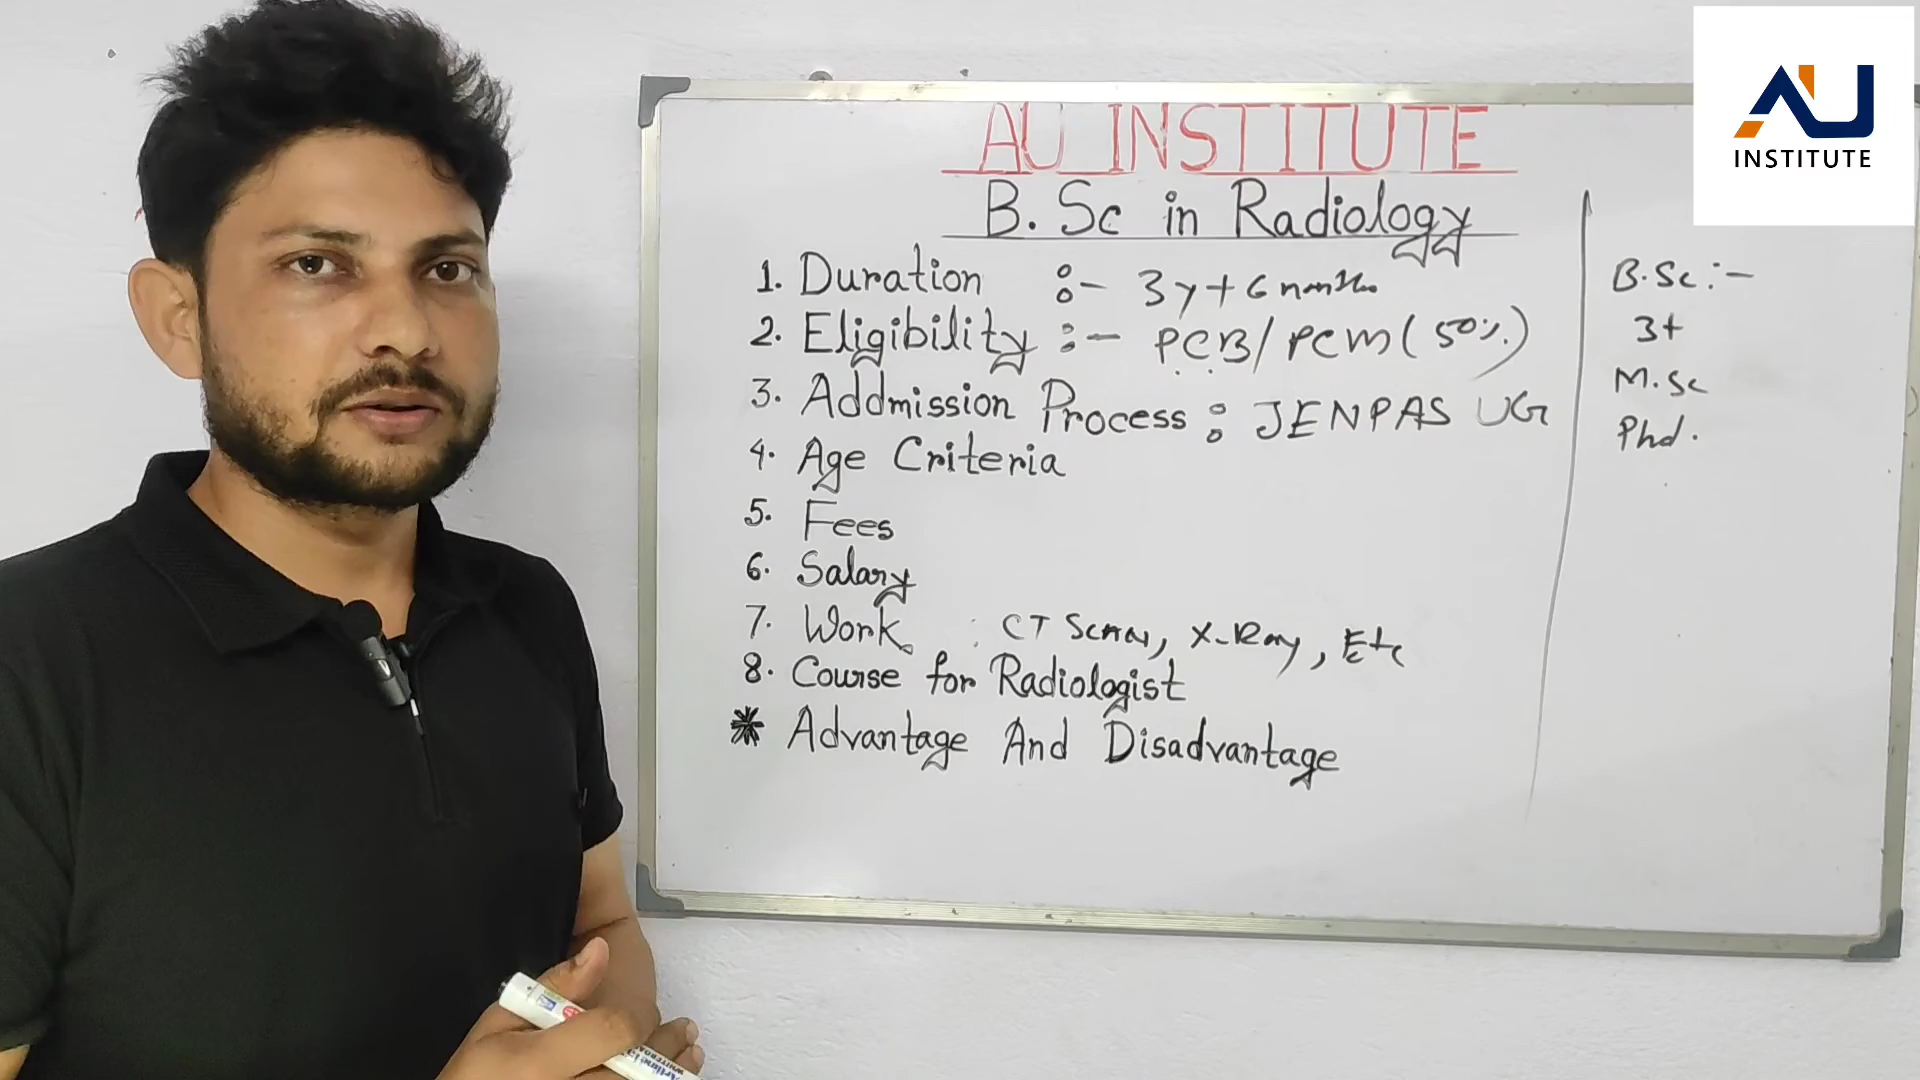 AU INSTITUTE
B.Sc in Radiology
1. Duration :- 3y+6 months
2. Eligibility :- PCB/PCM(50%)
3. Addmission Process : JENPAS UG
4. Age Criteria
5. Fees
6. Salary
7. Work : CT Scan, X-Ray, Etc
8. Course for Radiologist
* Advantage And Disadvantage
B.Sc:-
3+
M.Sc
Phd.
AU
INSTITUTE